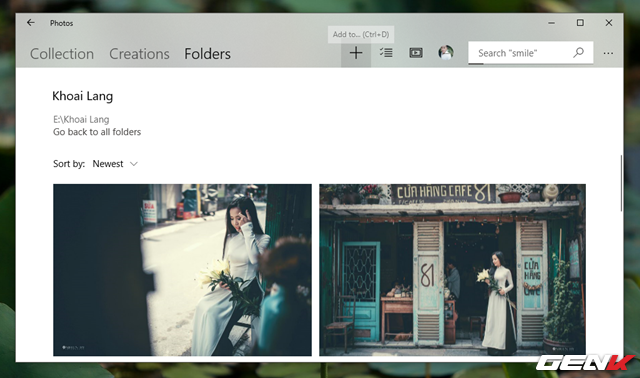 Photos
Add to... (Ctrl+D)
Collection Creations Folders
Search "smile"
Khoai Lang
E:\Khoai Lang
Go back to all folders
Sort by: Newest
CỬA HÀNG CAFE 81
81
CỬA
HÀNG
GENK